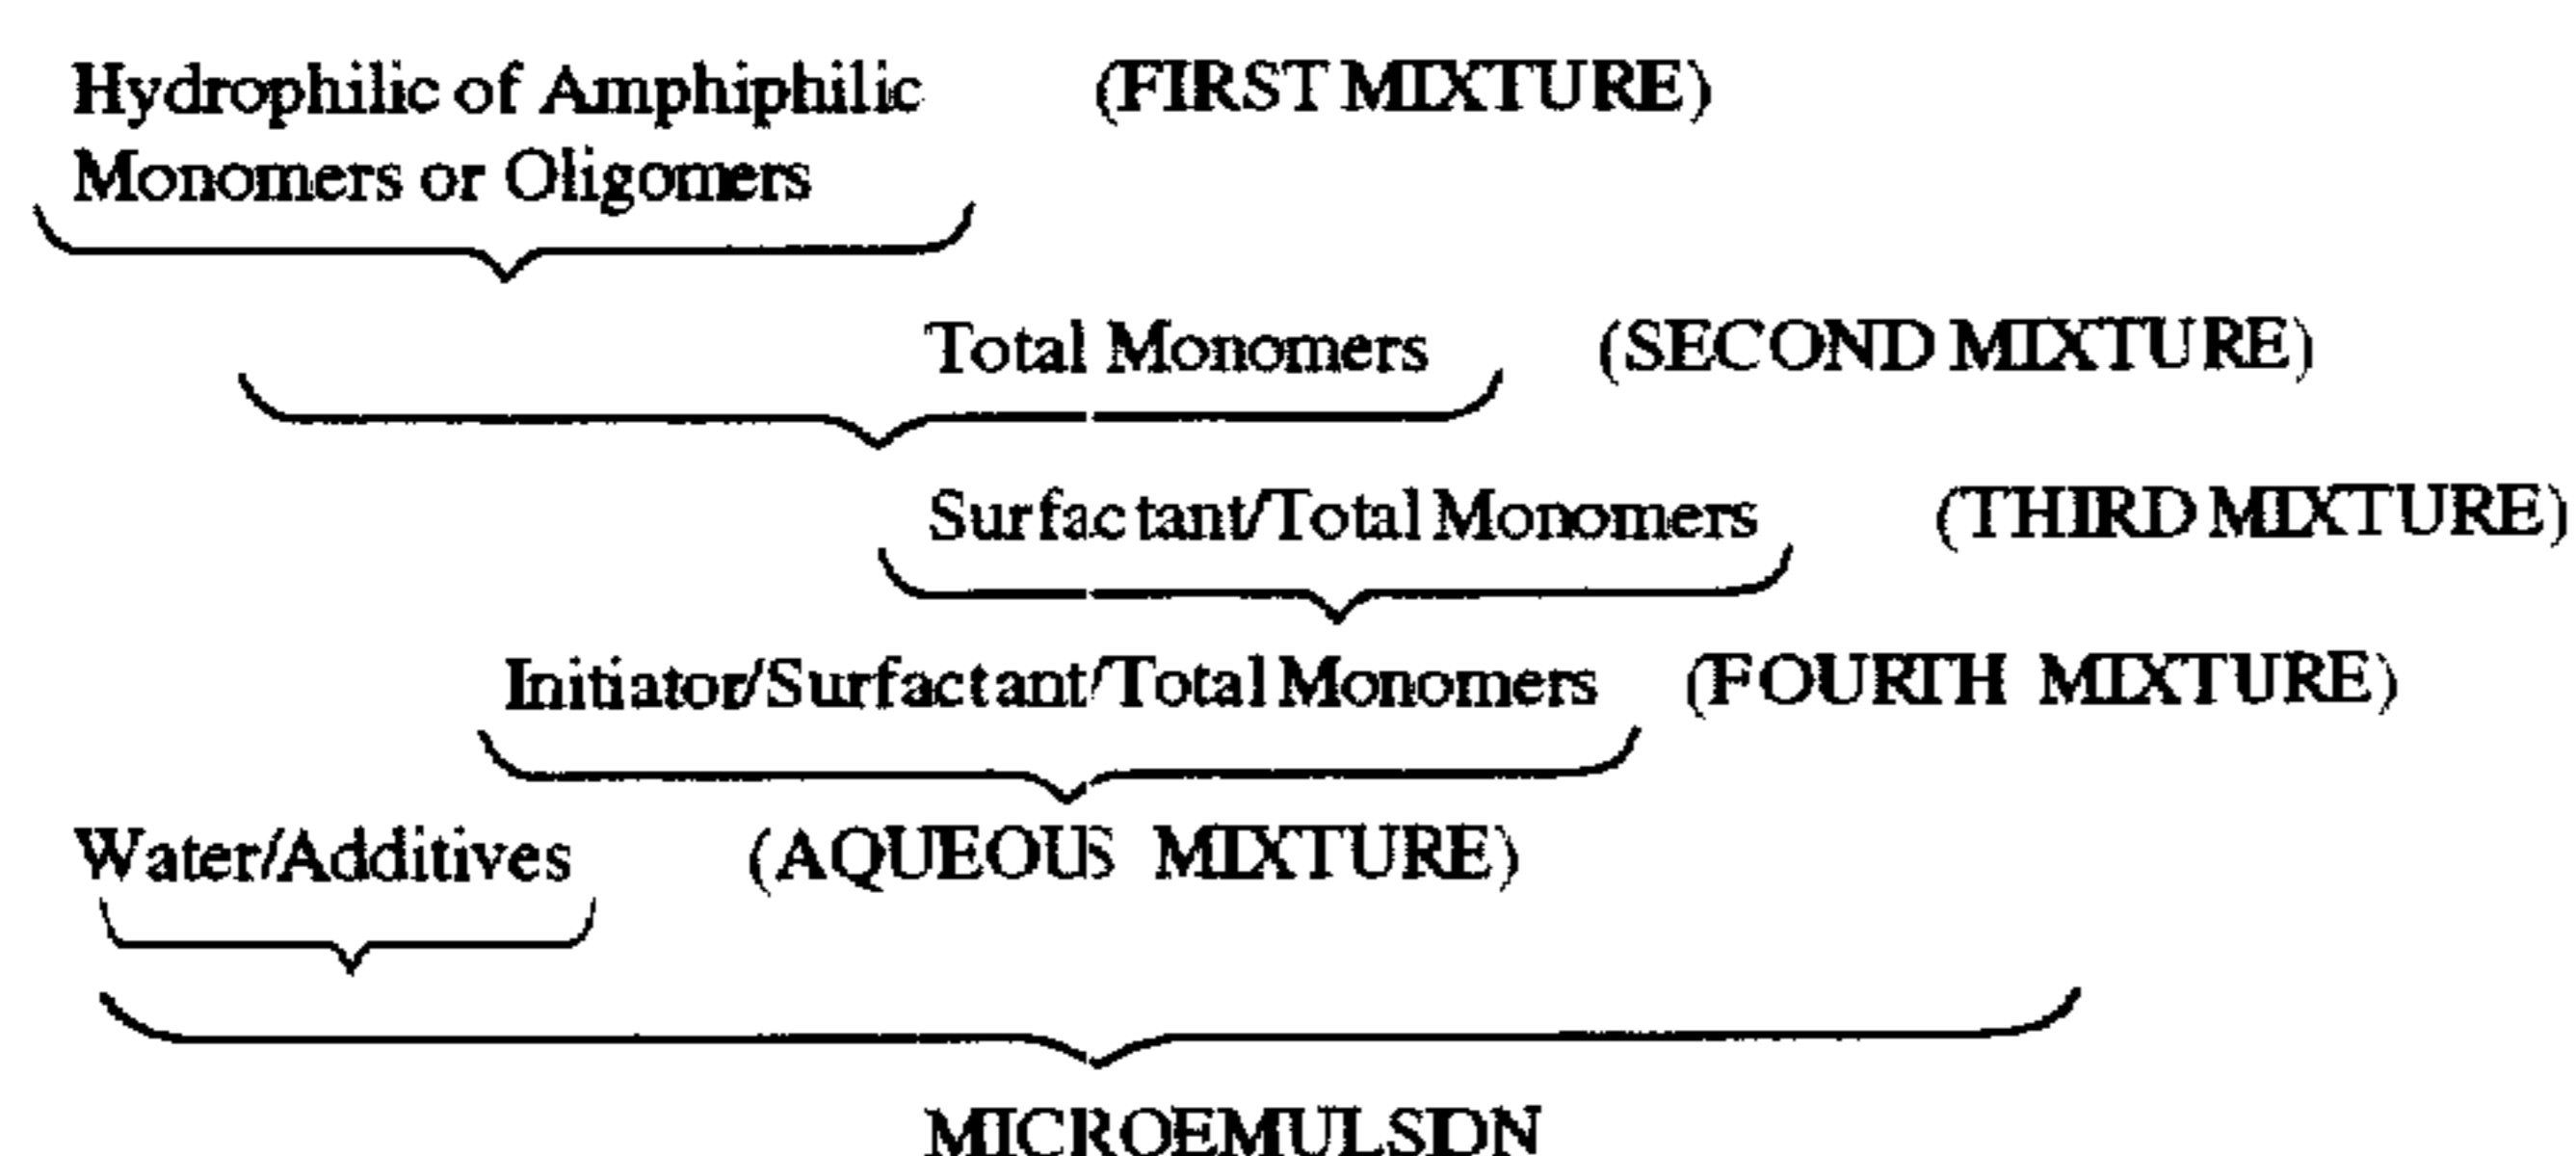 Hydrophilic of Amphiphilic (FIRST MIXTURE)
Monomers or Oligomers
Total Monomers (SECOND MIXTURE)
Surfactant/Total Monomers (THIRD MIXTURE)
Initiator/Surfactant/Total Monomers (FOURTH MIXTURE)
Water/Additives (AQUEOUS MIXTURE)
MICROEMULSION